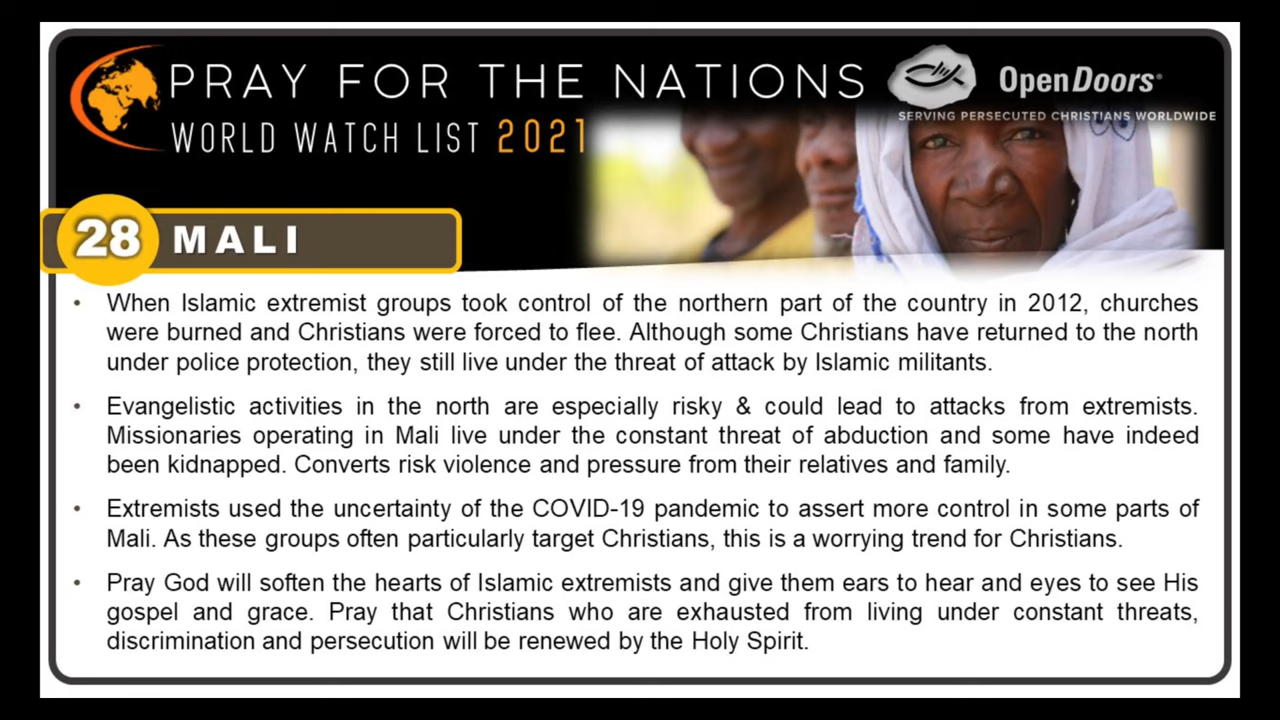 PRAY FOR THE NATIONS
WORLD WATCH LIST 2021
OpenDoors®
SERVING PERSECUTED CHRISTIANS WORLDWIDE
28 MALI
• When Islamic extremist groups took control of the northern part of the country in 2012, churches
were burned and Christians were forced to flee. Although some Christians have returned to the north
under police protection, they still live under the threat of attack by Islamic militants.
• Evangelistic activities in the north are especially risky & could lead to attacks from extremists.
Missionaries operating in Mali live under the constant threat of abduction and some have indeed
been kidnapped. Converts risk violence and pressure from their relatives and family.
• Extremists used the uncertainty of the COVID-19 pandemic to assert more control in some parts of
Mali. As these groups often particularly target Christians, this is a worrying trend for Christians.
• Pray God will soften the hearts of Islamic extremists and give them ears to hear and eyes to see His
gospel and grace. Pray that Christians who are exhausted from living under constant threats,
discrimination and persecution will be renewed by the Holy Spirit.